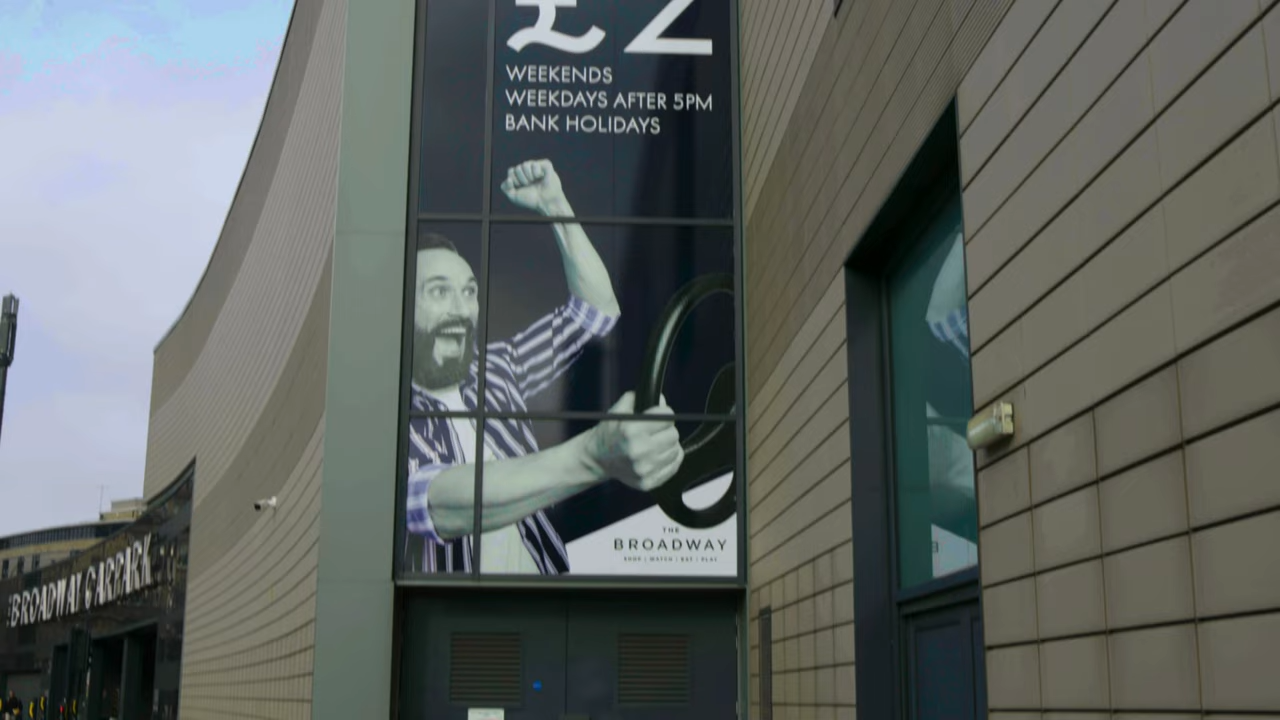 £2
WEEKENDS
WEEKDAYS AFTER 5PM
BANK HOLIDAYS
THE
BROADWAY
SHOP | WATCH | EAT | PLAY
BROADWAY CARPARK